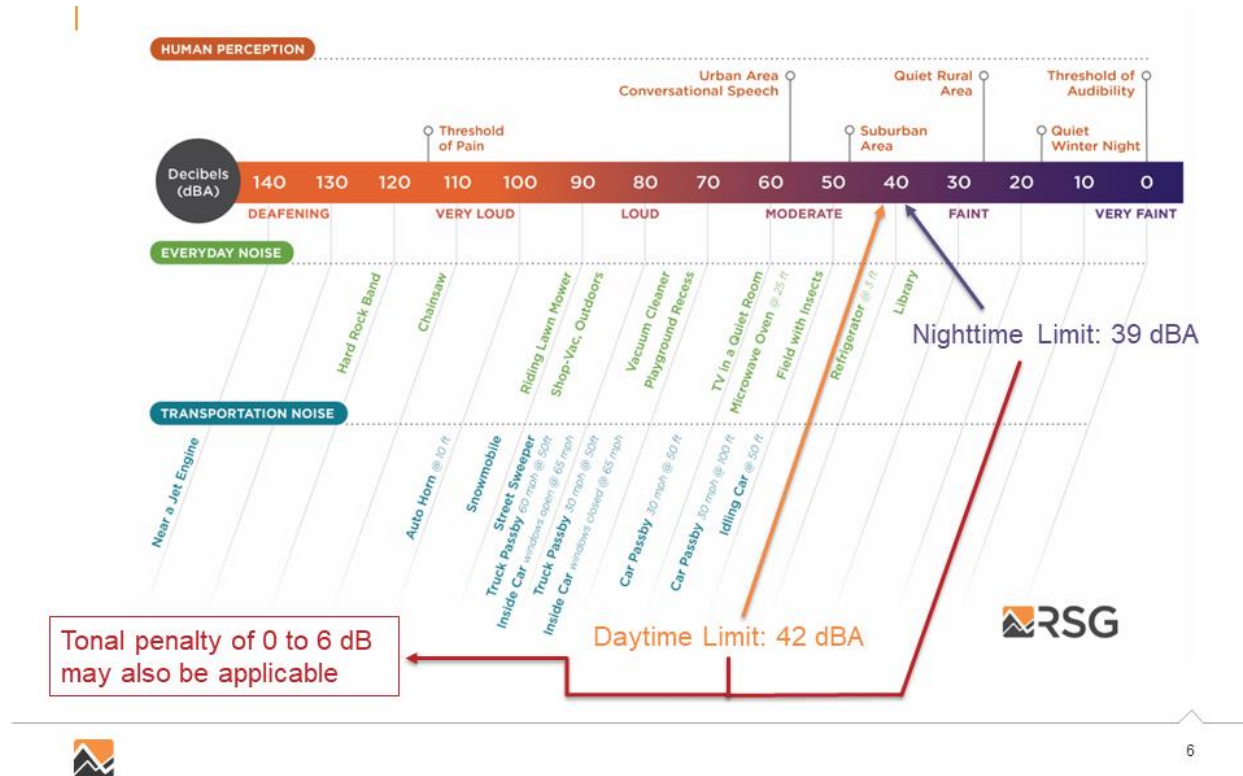 HUMAN PERCEPTION
Urban Area
Conversational Speech
Quiet Rural
Area
Threshold of
Audibility
Threshold
of Pain
Suburban
Area
Quiet
Winter Night
Decibels
(dBA)
140 130 120 110 100 90 80 70 60 50 40 30 20 10 0
DEAFENING VERY LOUD LOUD MODERATE FAINT VERY FAINT
EVERYDAY NOISE
Hard Rock Band
Chainsaw
Riding Lawn Mower
Shop-Vac, Outdoors
Vacuum Cleaner
Playground Recess
TV in a Quiet Room
Microwave Oven @ 25 ft
Field with Insects
Refrigerator @ 3 ft
Library
Nighttime Limit: 39 dBA
TRANSPORTATION NOISE
Near a Jet Engine
Auto Horn @ 10 ft
Snowmobile
Street Sweeper
Truck Passby 60 mph @ 50ft
Inside Car windows open @ 65 mph
Truck Passby 30 mph @ 50ft
Inside Car windows closed @ 65 mph
Car Passby 30 mph @ 50 ft
Car Passby 30 mph @ 100 ft
Idling Car @ 50 ft
RSG
Daytime Limit: 42 dBA
Tonal penalty of 0 to 6 dB
may also be applicable
6